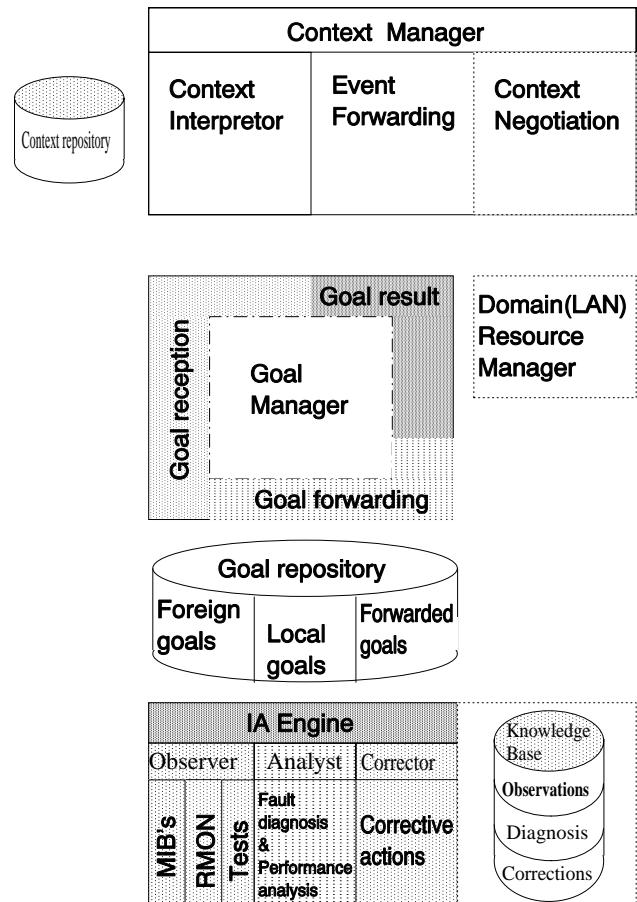 Context Manager
Context
Interpretor
Event
Forwarding
Context
Negotiation
Context repository
Goal result
Goal reception
Goal
Manager
Goal forwarding
Domain(LAN)
Resource
Manager
Goal repository
Foreign
goals
Local
goals
Forwarded
goals
IA Engine
Observer
Analyst
Corrector
MIB's
RMON
Tests
Fault
diagnosis
&
Performance
analysis
Corrective
actions
Knowledge
Base
Observations
Diagnosis
Corrections